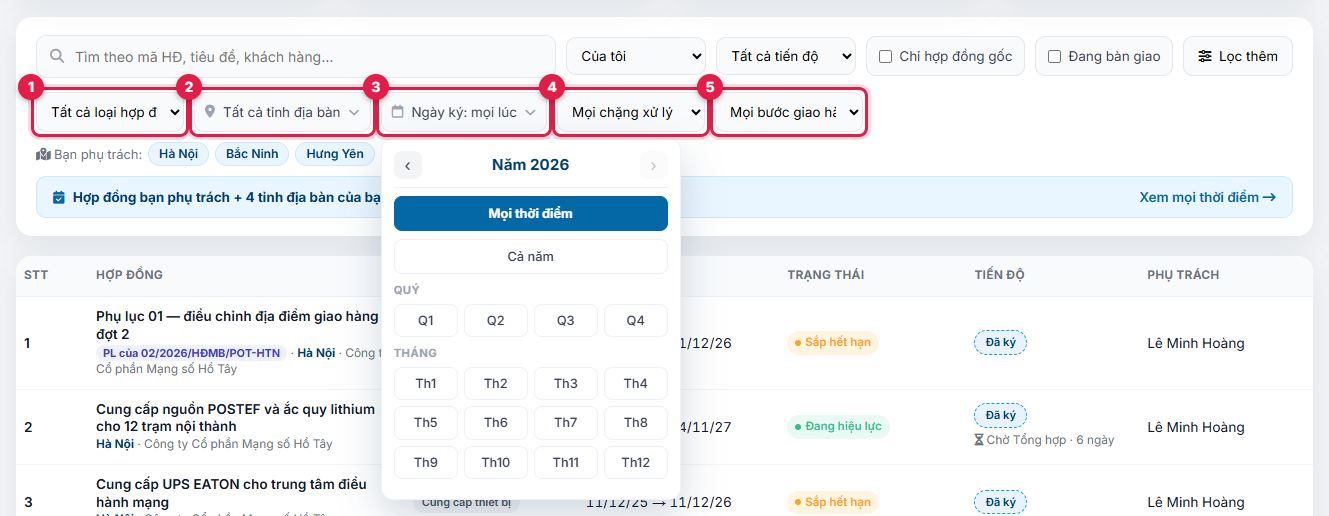 Tìm theo mã HĐ, tiêu đề, khách hàng...
Của tôi
Tất cả tiến độ
Chỉ hợp đồng gốc
Đang bàn giao
Lọc thêm
1
2
3
4
5
Tất cả loại hợp đ
Tất cả tỉnh địa bàn
Ngày ký: mọi lúc
Mọi chặng xử lý
Mọi bước giao hà
Bạn phụ trách: Hà Nội Bắc Ninh Hưng Yên
Hợp đồng bạn phụ trách + 4 tỉnh địa bàn của bạ
Xem mọi thời điểm →
‹ Năm 2026 ›
Mọi thời điểm
Cả năm
QUÝ
Q1 Q2 Q3 Q4
THÁNG
Th1 Th2 Th3 Th4
Th5 Th6 Th7 Th8
Th9 Th10 Th11 Th12
STT HỢP ĐỒNG TRẠNG THÁI TIẾN ĐỘ PHỤ TRÁCH
1
Phụ lục 01 — điều chỉnh địa điểm giao hàng
đợt 2
PL của 02/2026/HĐMB/POT-HTN · Hà Nội · Công t
Cổ phần Mạng số Hồ Tây
1/12/26
Sắp hết hạn
Đã ký
Lê Minh Hoàng
2
Cung cấp nguồn POSTEF và ắc quy lithium
cho 12 trạm nội thành
Hà Nội · Công ty Cổ phần Mạng số Hồ Tây
4/11/27
Đang hiệu lực
Đã ký
Chờ Tổng hợp · 6 ngày
Lê Minh Hoàng
3
Cung cấp UPS EATON cho trung tâm điều
hành mạng
Cung cấp thiết bị
11/12/25 → 11/12/26
Sắp hết hạn
Đã ký
Lê Minh Hoàng